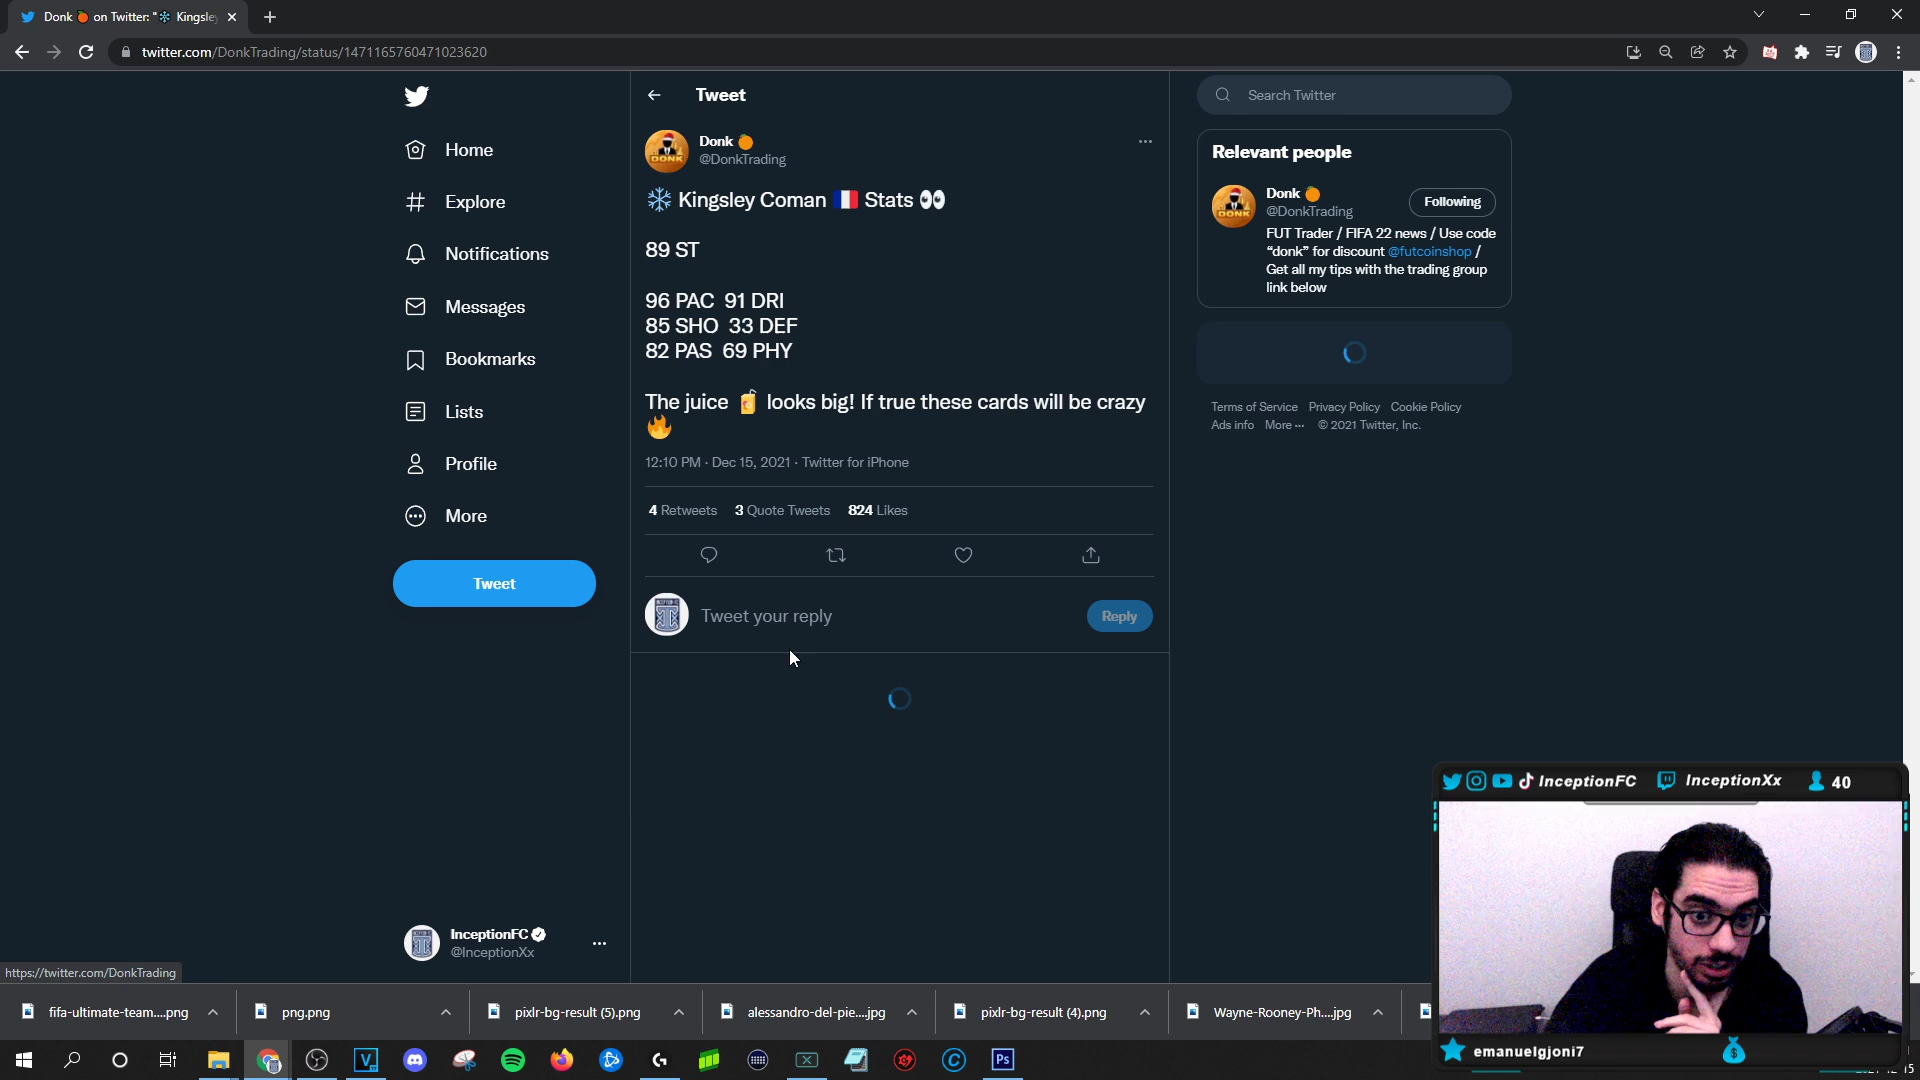 Donk 🍊 on Twitter: "❄ Kingsley
twitter.com/DonkTrading/status/1471165760471023620
Home
Explore
Notifications
Messages
Bookmarks
Lists
Profile
More
Tweet
InceptionFC
@InceptionXx
https://twitter.com/DonkTrading
Tweet
Donk 🍊
@DonkTrading
❄ Kingsley Coman 🇫🇷 Stats 👀
89 ST
96 PAC 91 DRI
85 SHO 33 DEF
82 PAS 69 PHY
The juice 🧃 looks big! If true these cards will be crazy
🔥
12:10 PM · Dec 15, 2021 · Twitter for iPhone
4 Retweets 3 Quote Tweets 824 Likes
Tweet your reply
Reply
Search Twitter
Relevant people
Donk 🍊
@DonkTrading
Following
FUT Trader / FIFA 22 news / Use code
“donk” for discount @futcoinshop /
Get all my tips with the trading group
link below
Terms of Service Privacy Policy Cookie Policy
Ads info More ··· © 2021 Twitter, Inc.
InceptionFC InceptionXx 40
DONK
DONK
emanuelgjoni7
fifa-ultimate-team....png
png.png
pixlr-bg-result (5).png
alessandro-del-pie....jpg
pixlr-bg-result (4).png
Wayne-Rooney-Ph....jpg
Ps